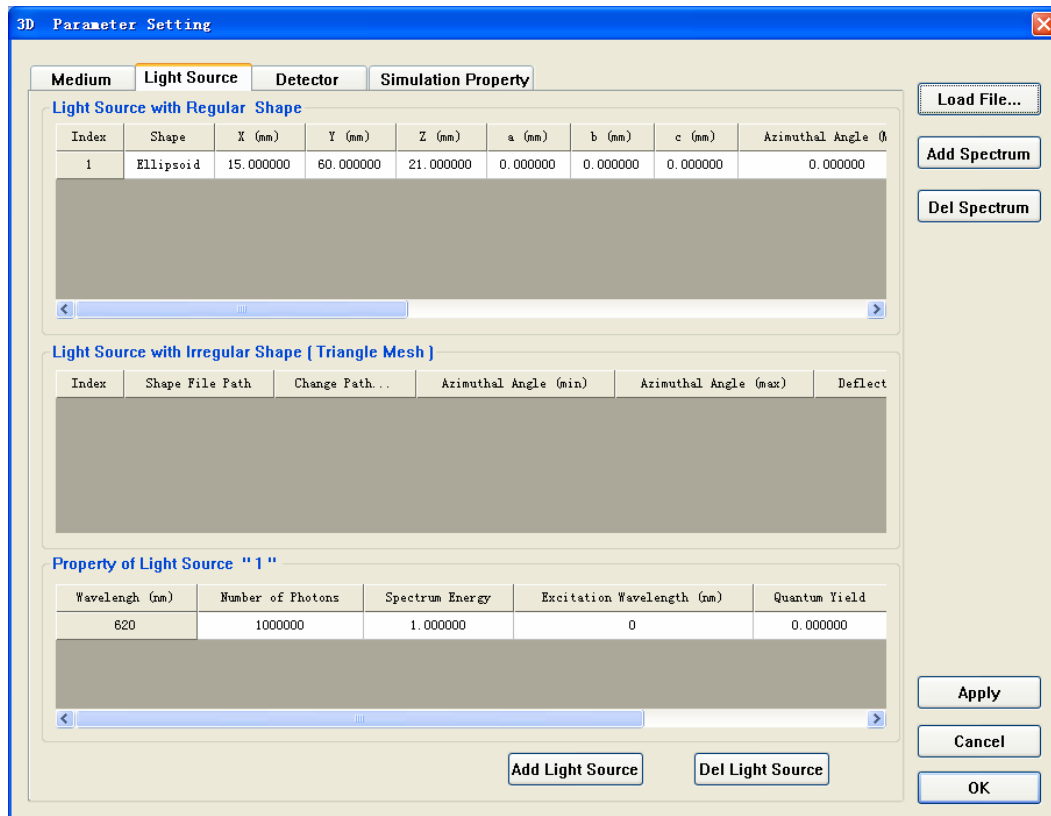 3D Parameter Setting
Medium Light Source Detector Simulation Property
Load File...
Add Spectrum
Del Spectrum
Light Source with Regular Shape
Index Shape X (mm) Y (mm) Z (mm) a (mm) b (mm) c (mm) Azimuthal Angle (M
1 Ellipsoid 15.000000 60.000000 21.000000 0.000000 0.000000 0.000000 0.000000
Light Source with Irregular Shape ( Triangle Mesh )
Index Shape File Path Change Path... Azimuthal Angle (min) Azimuthal Angle (max) Deflect
Property of Light Source "1"
Wavelengh (nm) Number of Photons Spectrum Energy Excitation Wavelength (nm) Quantum Yield
620 1000000 1.000000 0 0.000000
Add Light Source Del Light Source
Apply
Cancel
OK